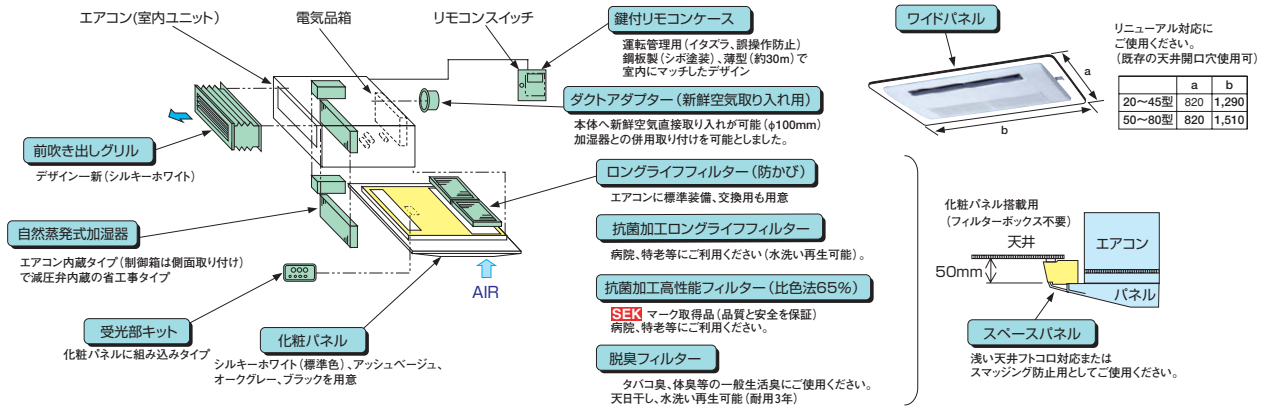 エアコン(室内ユニット)
電気品箱
リモコンスイッチ
鍵付リモコンケース
運転管理用(イタズラ、誤操作防止)
鋼板製(シボ塗装)、薄型(約30m)で
室内にマッチしたデザイン
ダクトアダプター(新鮮空気取り入れ用)
本体へ新鮮空気直接取り入れが可能(φ100mm)
加湿器との併用取り付けを可能としました。
前吹き出しグリル
デザイン一新(シルキーホワイト)
自然蒸発式加湿器
エアコン内蔵タイプ(制御箱は側面取り付け)
で減圧弁内蔵の省工事タイプ
受光部キット
化粧パネルに組み込みタイプ
化粧パネル
シルキーホワイト(標準色)、アッシュベージュ、
オークグレー、ブラックを用意
AIR
ロングライフフィルター(防かび)
エアコンに標準装備、交換用も用意
抗菌加工ロングライフフィルター
病院、特老等にご利用ください(水洗い再生可能)。
抗菌加工高性能フィルター(比色法65%)
SEK マーク取得品(品質と安全を保証)
病院、特老等にご利用ください。
脱臭フィルター
タバコ臭、体臭等の一般生活臭にご使用ください。
天日干し、水洗い再生可能(耐用3年)
ワイドパネル
a
b
リニューアル対応に
ご使用ください。
(既存の天井開口穴使用可)
a b
20〜45型 820 1,290
50〜80型 820 1,510
化粧パネル搭載用
(フィルターボックス不要)
天井
エアコン
50mm
パネル
スペースパネル
浅い天井フトコロ対応または
スマッジング防止用としてご使用ください。